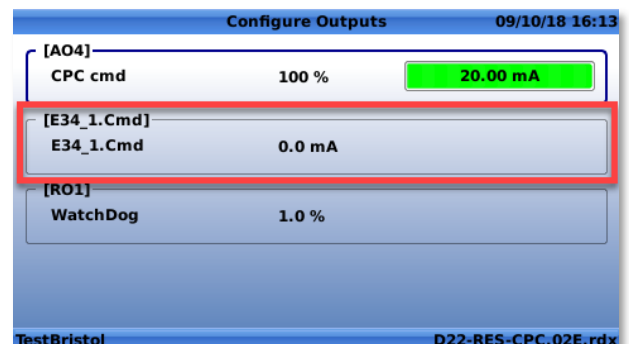 Configure Outputs 09/10/18 16:13
[AO4]
CPC cmd 100 % 20.00 mA
[E34_1.Cmd]
E34_1.Cmd 0.0 mA
[RO1]
WatchDog 1.0 %
TestBristol D22-RES-CPC.02E.rdx